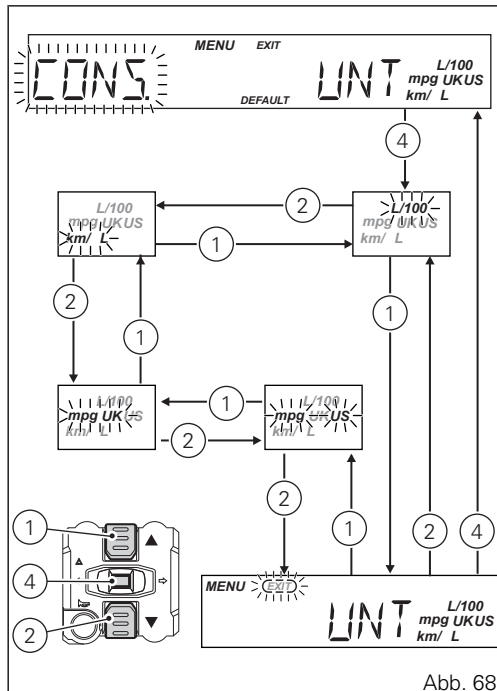 MENU EXIT
CONS. UNT L/100
mpg UKUS
DEFAULT km/ L
4
L/100
mpg UKUS
km/ L
2
1
L/100
mpg UKUS
km/ L
2
1
1
L/100
mpg UKUS
km/ L
1
2
L/100
mpg UKUS
km/ L
2
1
2
4
1
4
2
MENU EXIT
UNT L/100
mpg UKUS
km/ L
Abb. 68